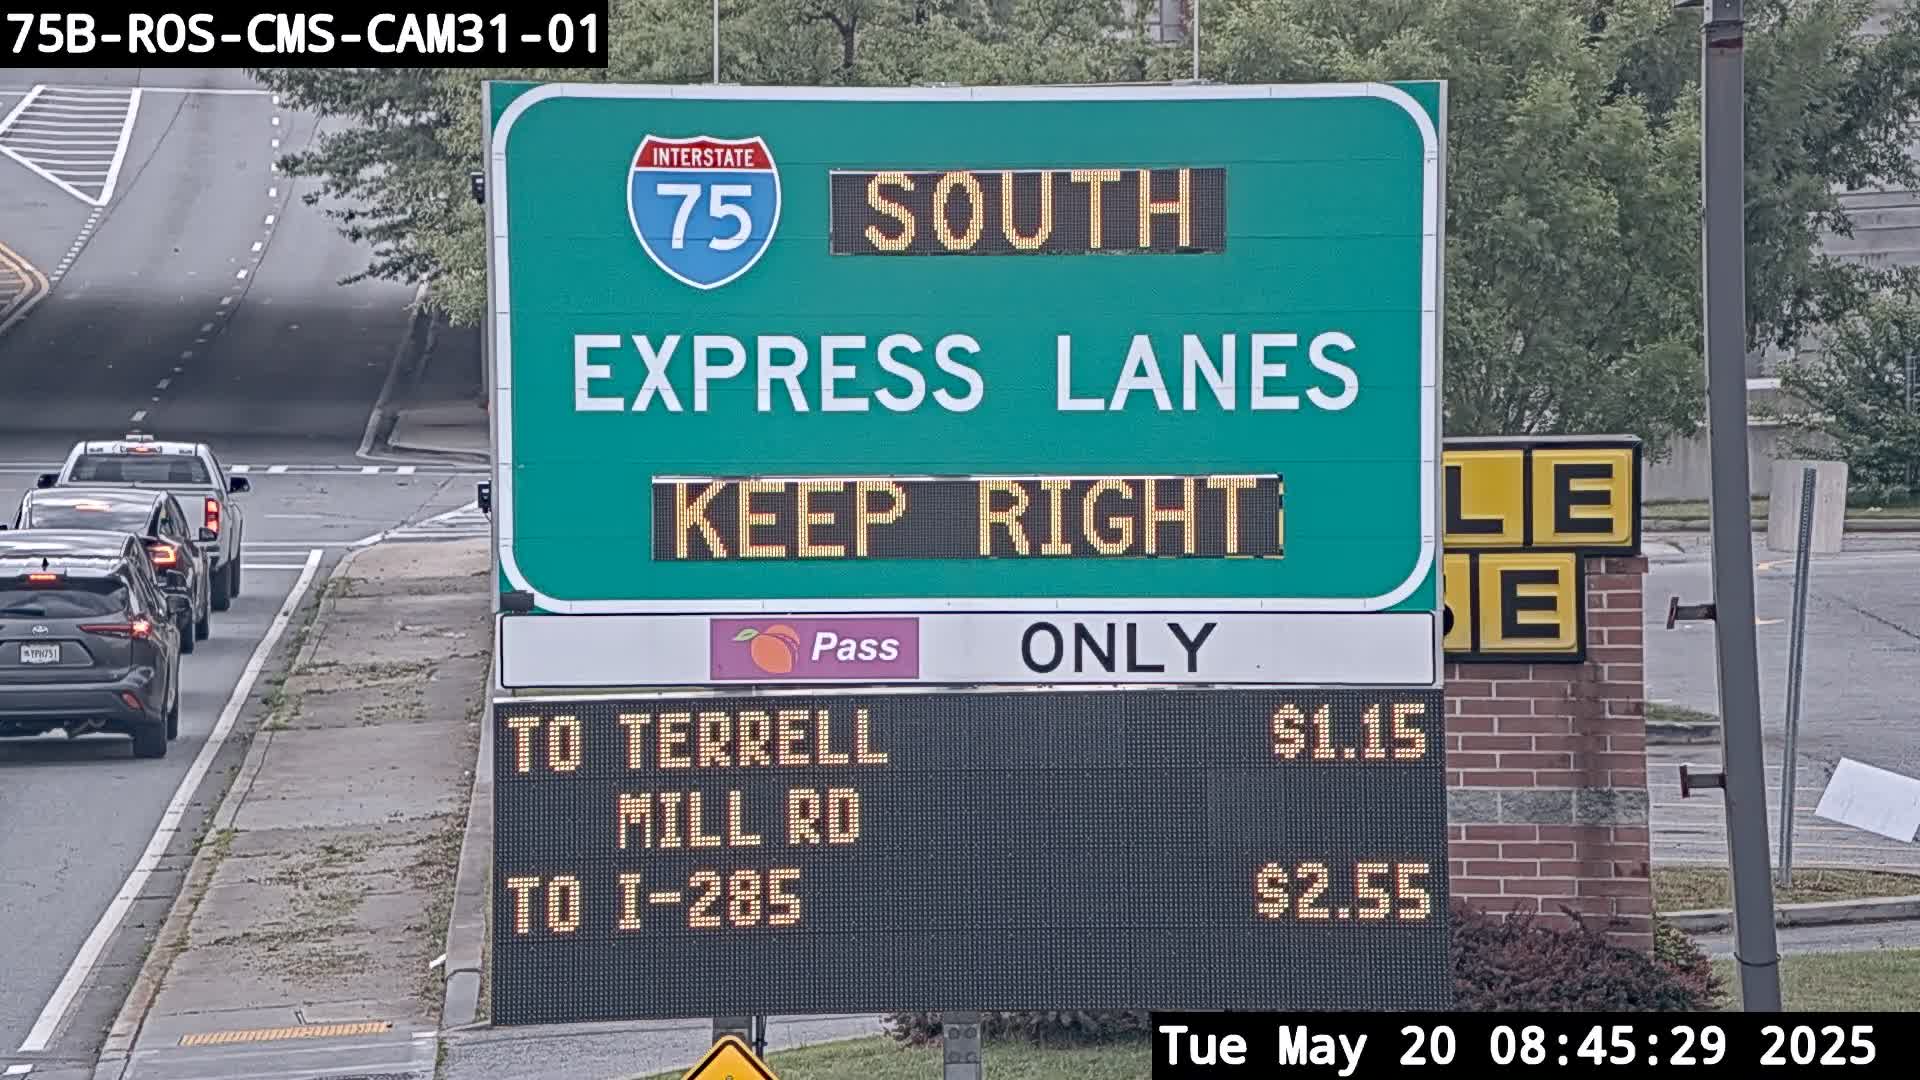 75B-ROS-CMS-CAM31-01
INTERSTATE
75
SOUTH
EXPRESS LANES
KEEP RIGHT
Pass ONLY
TO TERRELL $1.15
MILL RD
TO I-285 $2.55
LE
E
Tue May 20 08:45:29 2025